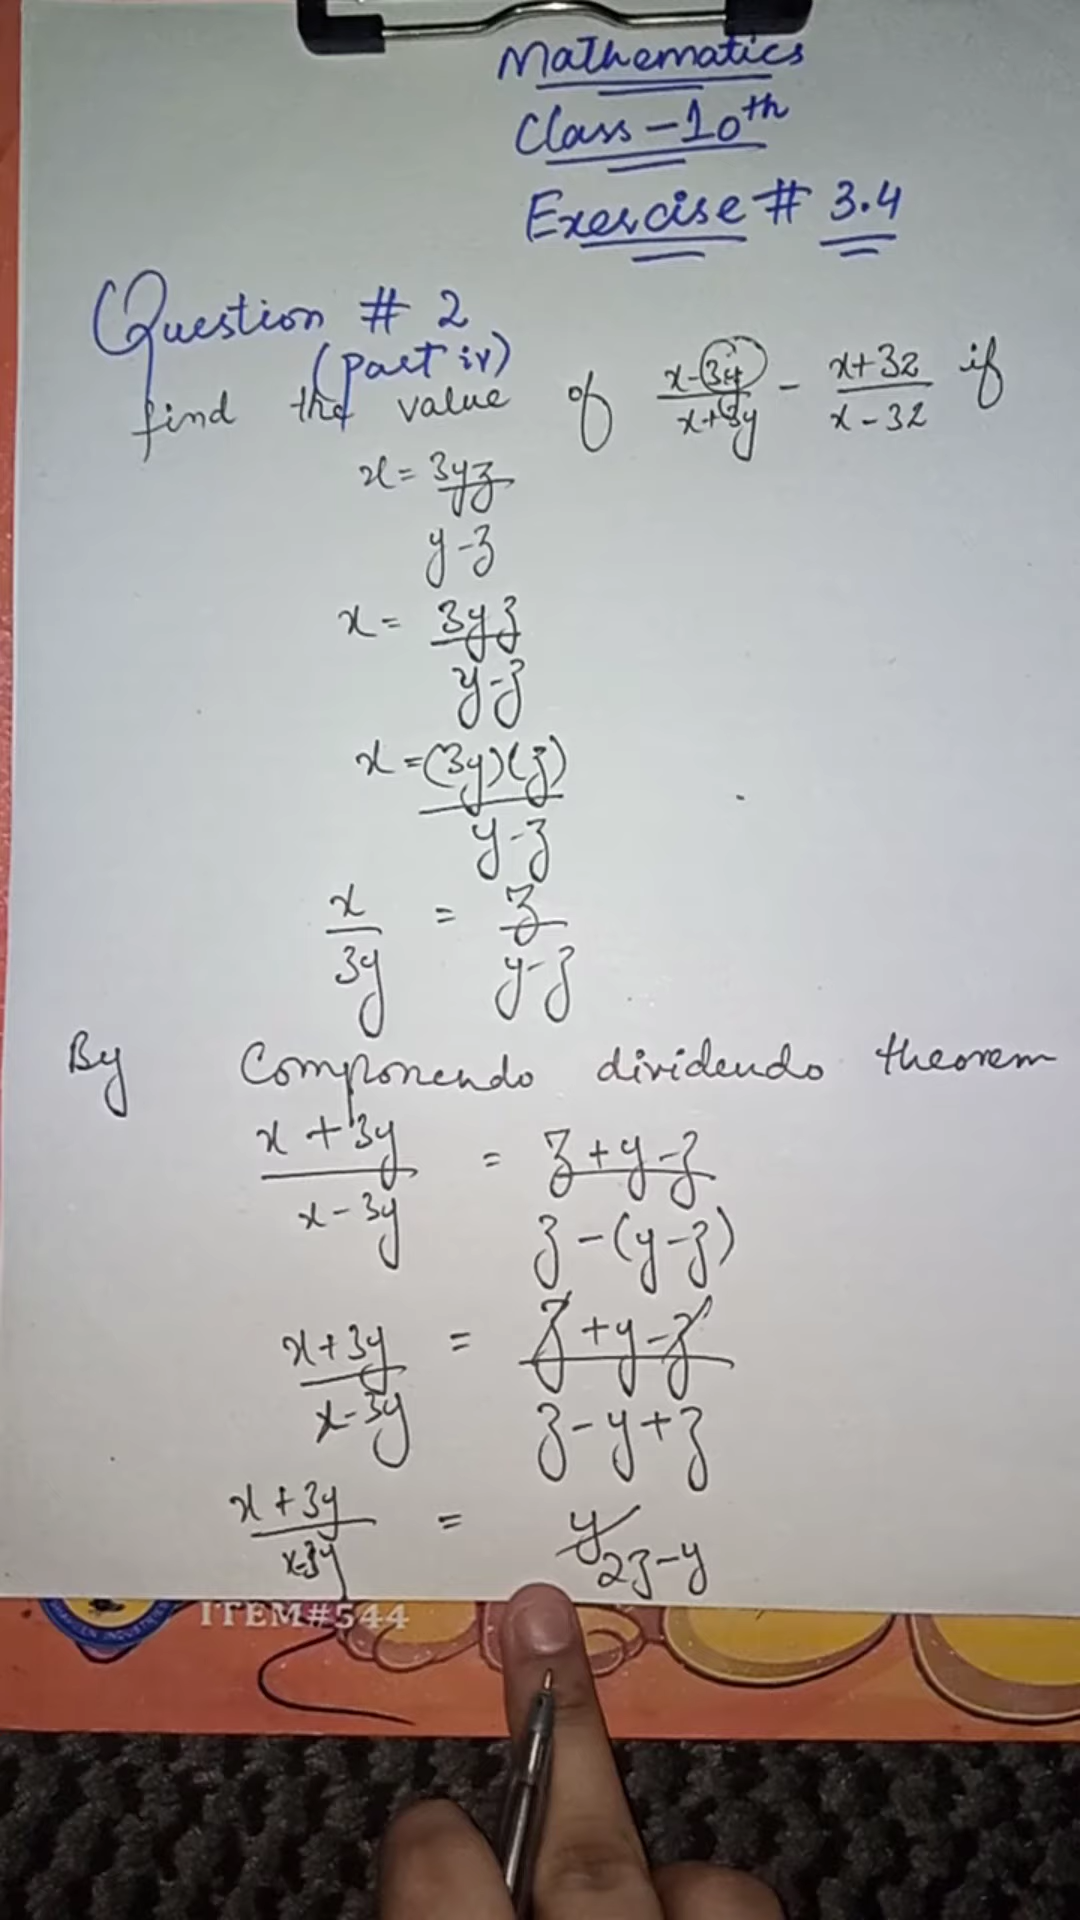 Mathematics
Class - 10th
Exercise # 3.4
Question # 2
(Part iv)
find the value of x-3y/x+3y - x+3z/x-3z if
x = 3yz
y-z
x = 3yz
y-z
x = (3y)(z)
y-z
x/3y = z/y-z
By Componendo dividendo theorem
x+3y = z+y-z
x-3y z-(y-z)
x+3y = z+y-z
x-3y z-y+z
x+3y = y
x-3y 2z-y
ITEM#544